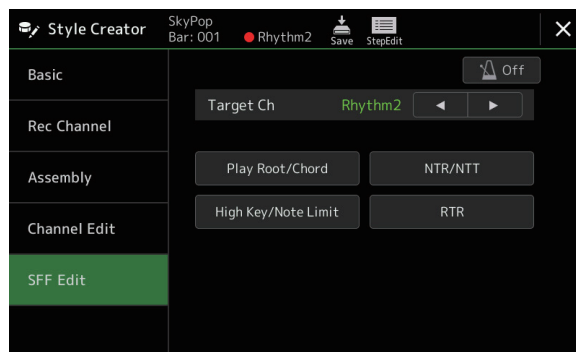 Style Creator
SkyPop
Bar: 001
Rhythm2
Save
StepEdit
Basic
Rec Channel
Assembly
Channel Edit
SFF Edit
Off
Target Ch Rhythm2
Play Root/Chord NTR/NTT
High Key/Note Limit RTR